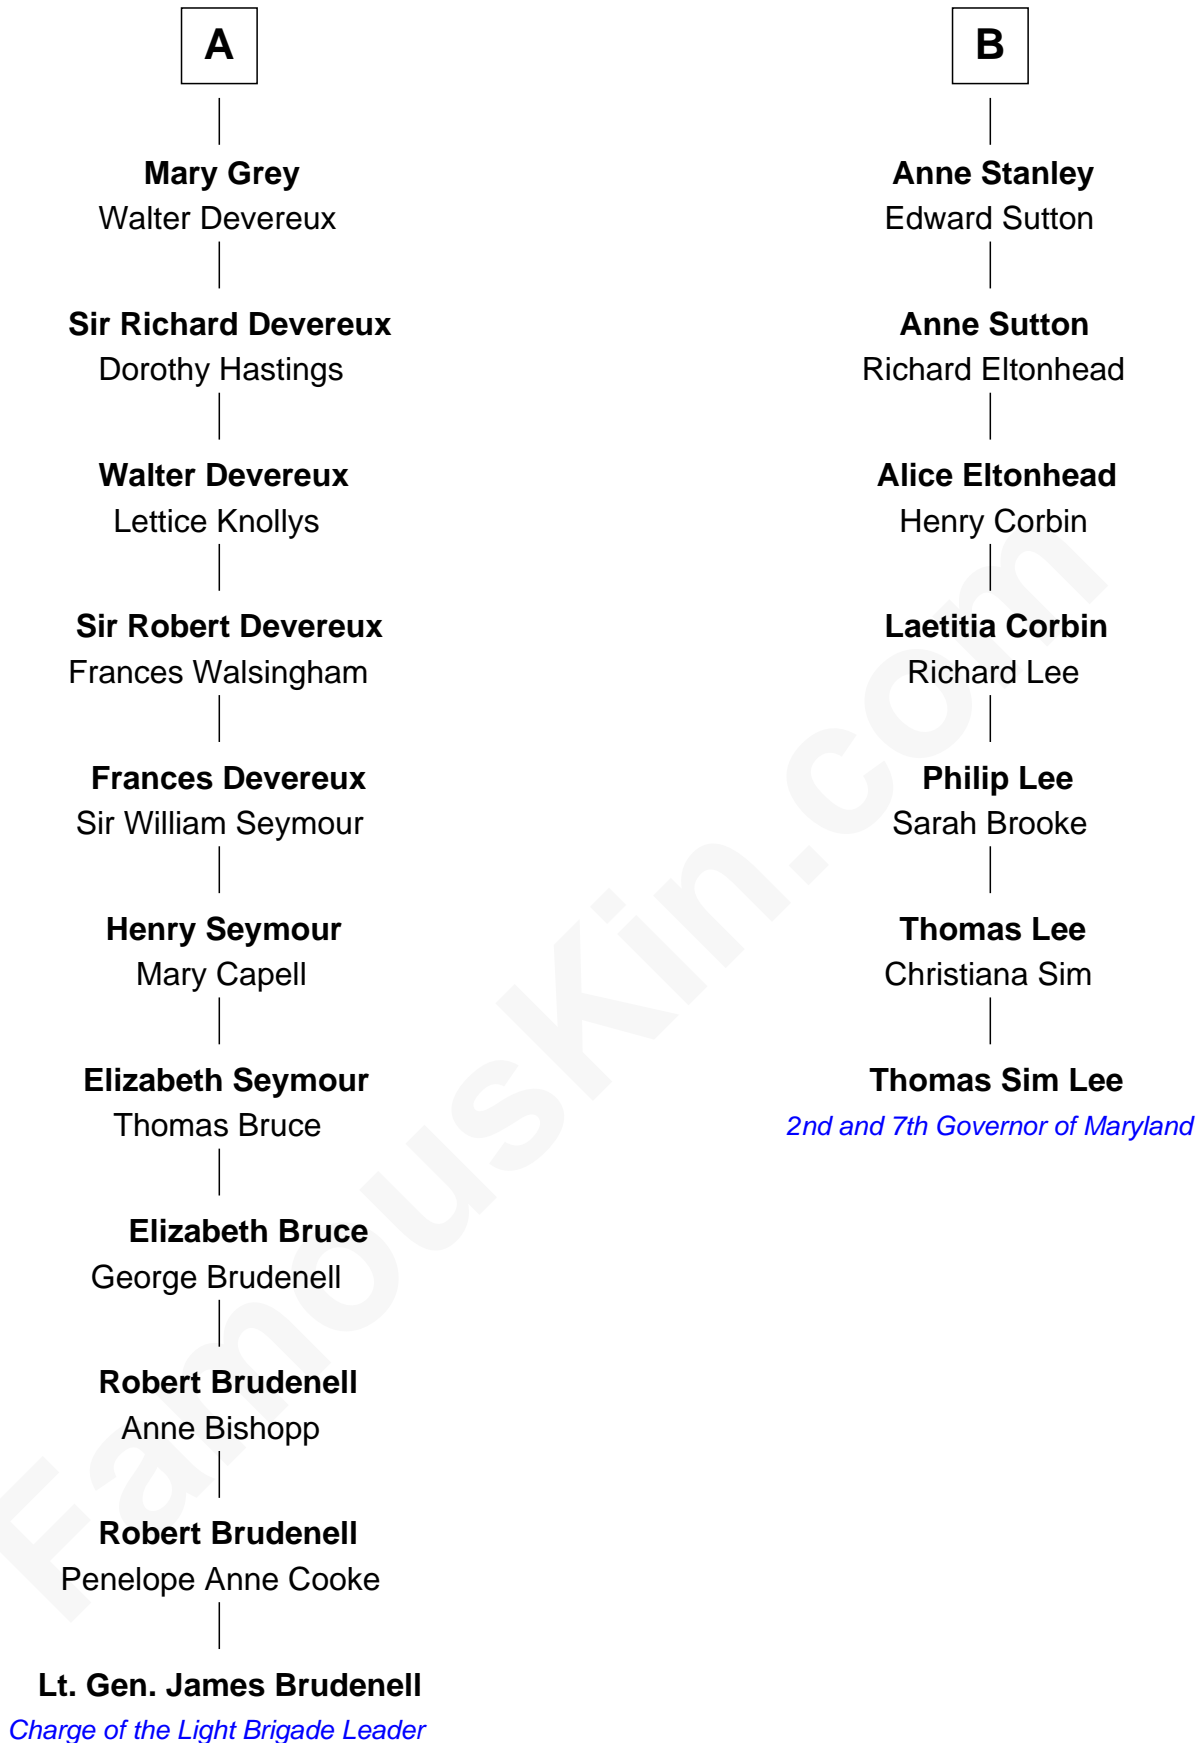 A
Mary Grey
Walter Devereux
Sir Richard Devereux
Dorothy Hastings
Walter Devereux
Lettice Knollys
Sir Robert Devereux
Frances Walsingham
Frances Devereux
Sir William Seymour
Henry Seymour
Mary Capell
Elizabeth Seymour
Thomas Bruce
Elizabeth Bruce
George Brudenell
Robert Brudenell
Anne Bishopp
Robert Brudenell
Penelope Anne Cooke
Lt. Gen. James Brudenell
Charge of the Light Brigade Leader
B
Anne Stanley
Edward Sutton
Anne Sutton
Richard Eltonhead
Alice Eltonhead
Henry Corbin
Laetitia Corbin
Richard Lee
Philip Lee
Sarah Brooke
Thomas Lee
Christiana Sim
Thomas Sim Lee
2nd and 7th Governor of Maryland
FamousKin.com